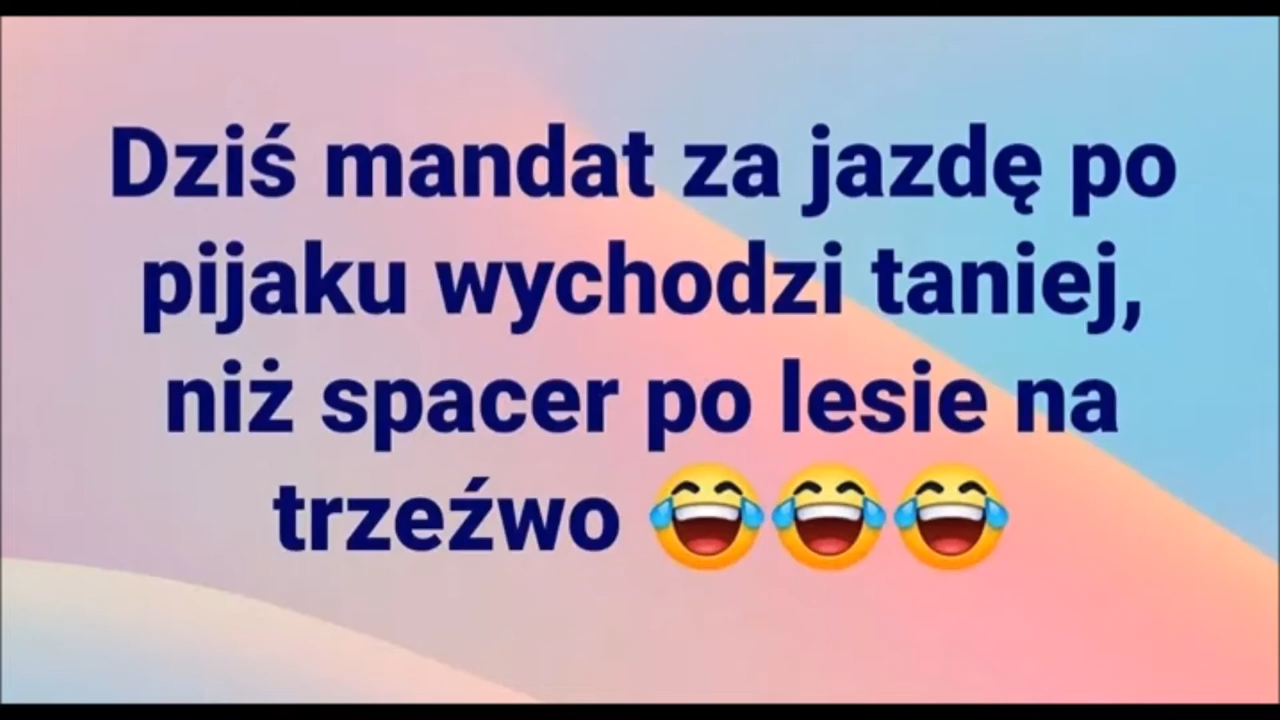 Dziś mandat za jazdę po
pijaku wychodzi taniej,
niż spacer po lesie na
trzeźwo 😂😂😂